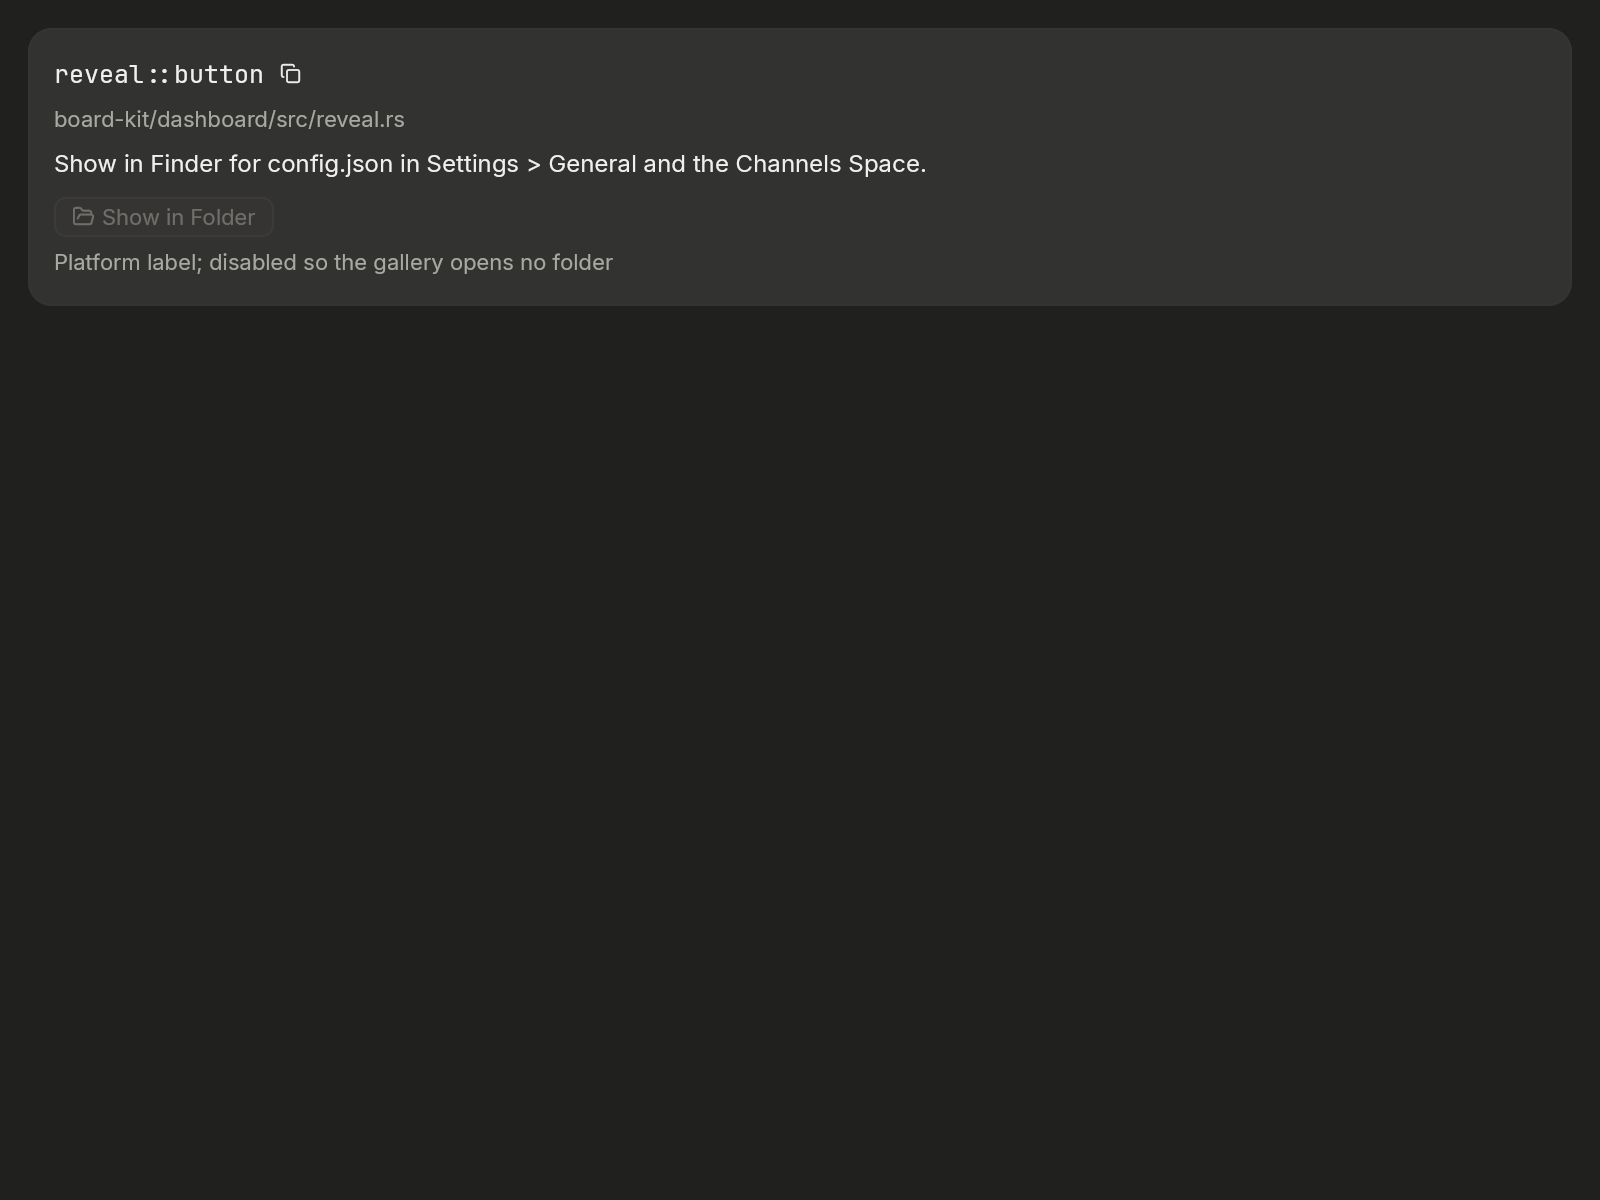 reveal::button
board-kit/dashboard/src/reveal.rs
Show in Finder for config.json in Settings > General and the Channels Space.
Show in Folder
Platform label; disabled so the gallery opens no folder